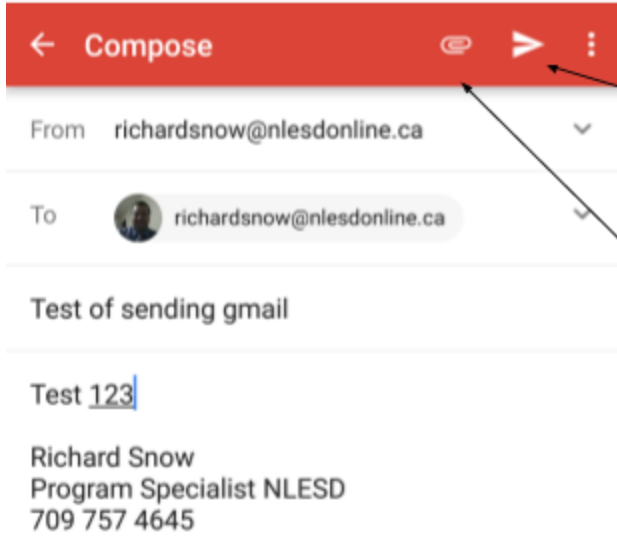 Compose
From richardsnow@nlesdonline.ca
To richardsnow@nlesdonline.ca
Test of sending gmail
Test 123
Richard Snow
Program Specialist NLESD
709 757 4645